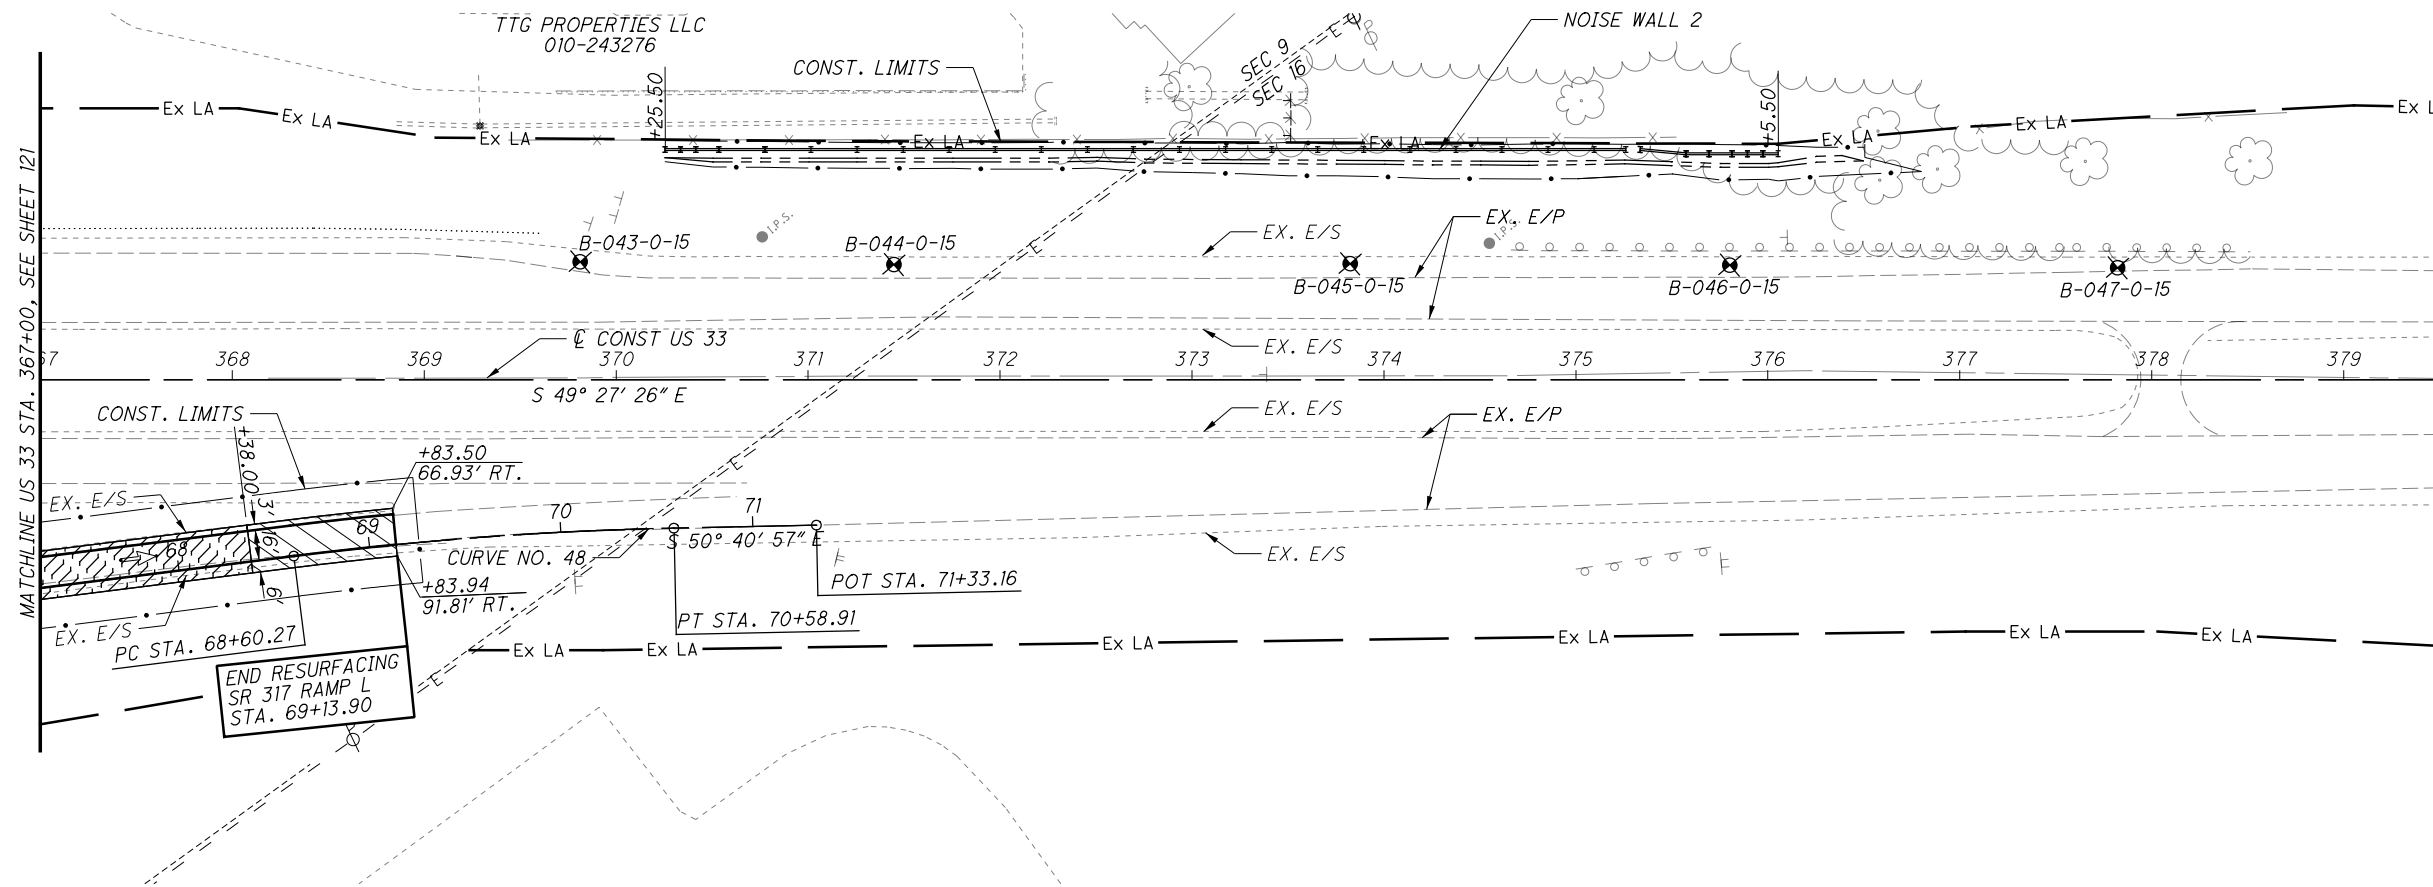 TTG PROPERTIES LLC
010-243276
NOISE WALL 2
CONST. LIMITS
SEC 9
SEC 16
E
+25.50
+5.50
Ex LA
Ex LA
Ex LA
Ex LA
Ex LA
Ex LA
Ex LA
Ex L
MATCHLINE US 33 STA. 367+00, SEE SHEET 121
I.P.S.
I.P.S.
B-043-0-15
B-044-0-15
B-045-0-15
B-046-0-15
B-047-0-15
EX. E/S
EX. E/P
E
℄ CONST US 33
EX. E/S
67
368
369
370
371
372
373
374
375
376
377
378
379
S 49° 27' 26" E
CONST. LIMITS
EX. E/S
EX. E/P
+38.00
+83.50
66.93' RT.
E
EX. E/S
3'
16'
6'
68
69
70
71
S 50° 40' 57" E
CURVE NO. 48
EX. E/S
+83.94
91.81' RT.
POT STA. 71+33.16
PT STA. 70+58.91
EX. E/S
PC STA. 68+60.27
Ex LA
Ex LA
Ex LA
Ex LA
Ex LA
Ex LA
END RESURFACING
SR 317 RAMP L
STA. 69+13.90
E